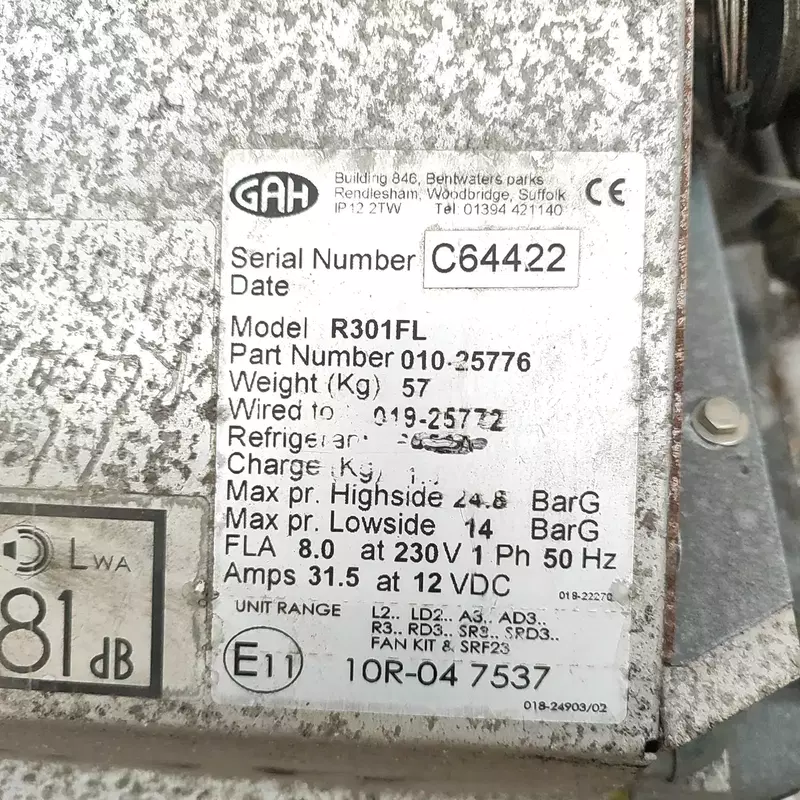 GAH
Building 846, Bentwaters parks
Rendlesham, Woodbridge, Suffolk
IP12 2TW Tel: 01394 421140
CE
Serial Number C64422
Date
Model R301FL
Part Number 010-25776
Weight (Kg) 57
Wired to 019-25772
Refrigerant
Charge (Kg)
Max pr. Highside 24.8 BarG
Max pr. Lowside 14 BarG
FLA 8.0 at 230V 1 Ph 50 Hz
Amps 31.5 at 12 VDC
018-22270
UNIT RANGE L2.. LD2.. A3.. AD3..
R3.. RD3.. SR3.. SRD3..
FAN KIT & SRF23
E11 10R-04 7537
018-24903/02
LWA
81 dB